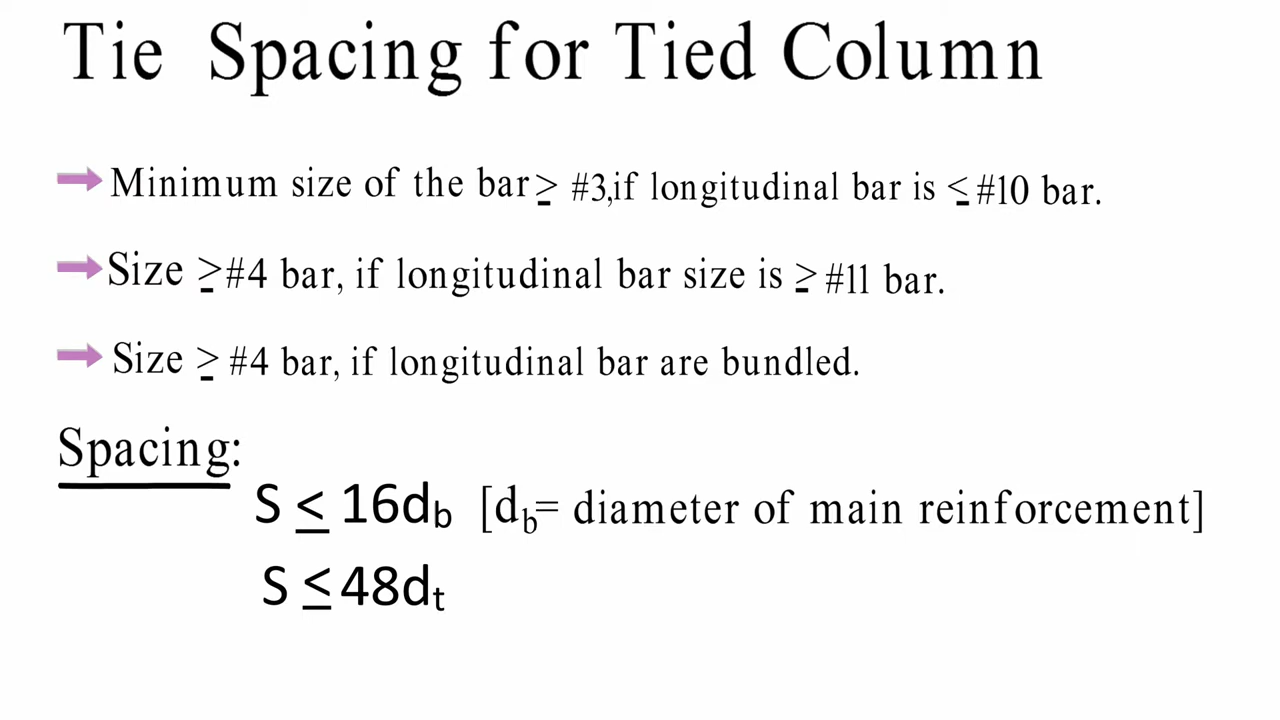 Tie Spacing for Tied Column
Minimum size of the bar ≥ #3,if longitudinal bar is ≤ #10 bar.
Size ≥ #4 bar, if longitudinal bar size is ≥ #11 bar.
Size ≥ #4 bar, if longitudinal bar are bundled.
Spacing:
S ≤ 16d_b [d_b= diameter of main reinforcement]
S ≤ 48d_t